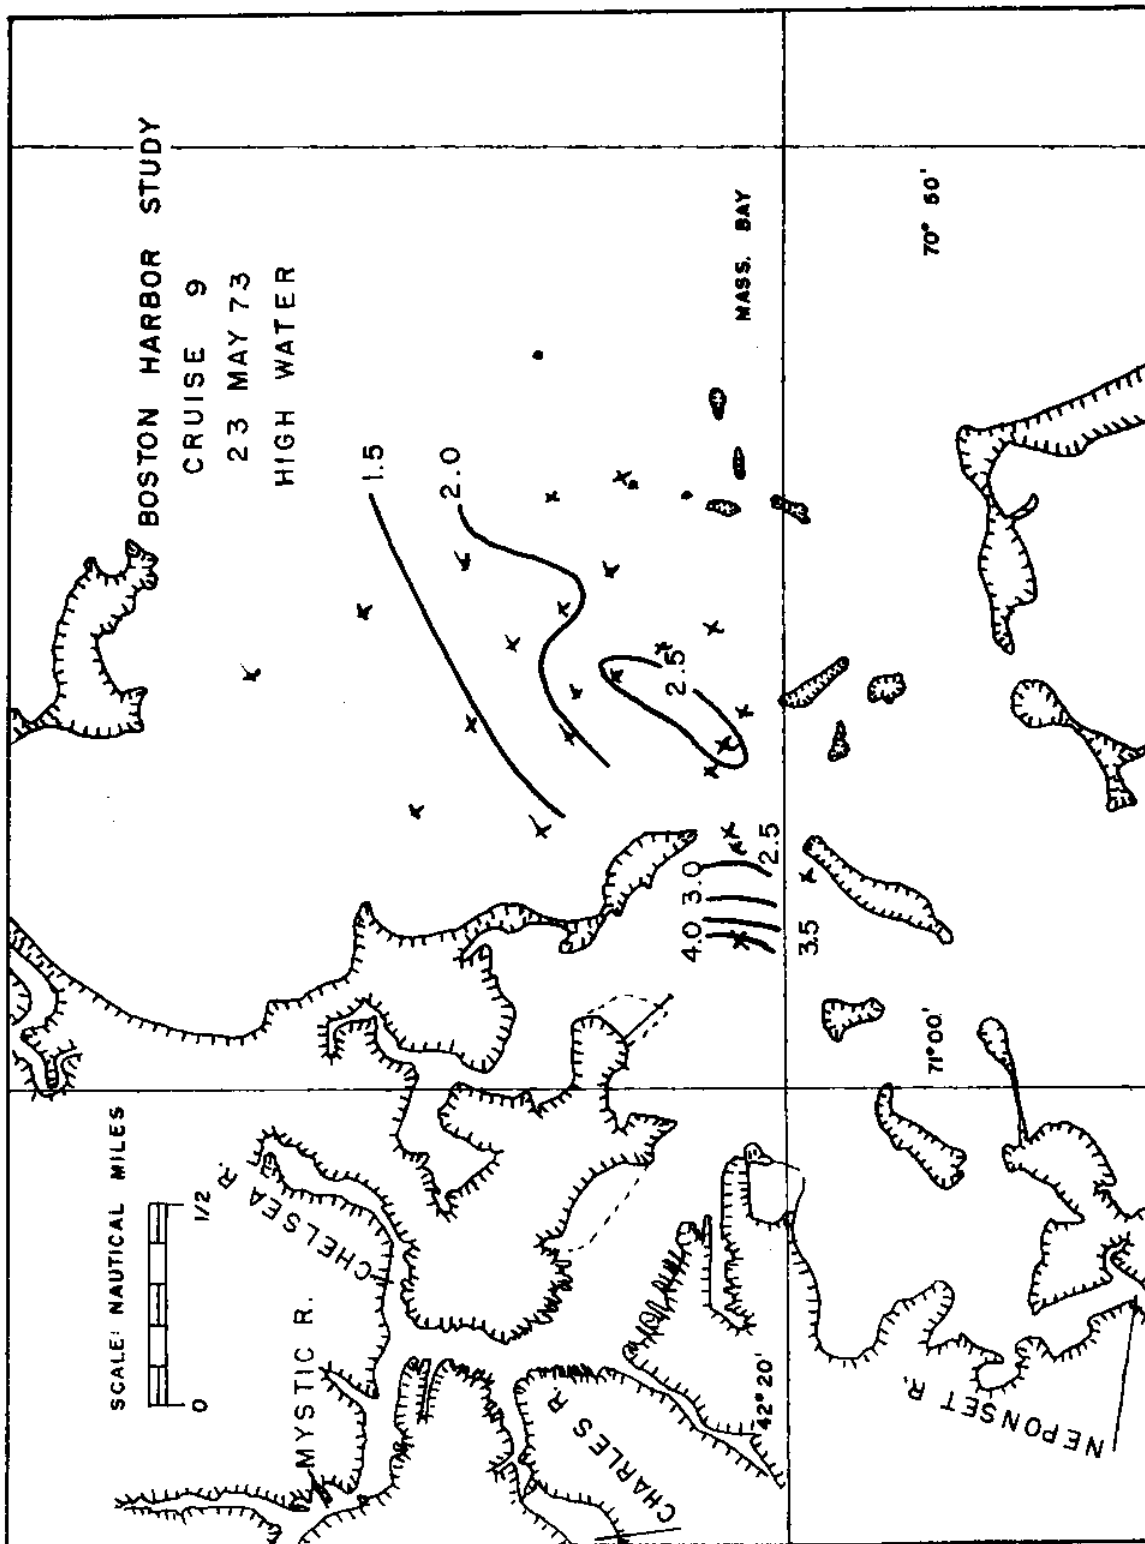 BOSTON HARBOR STUDY
CRUISE 9
23 MAY 73
HIGH WATER
SCALE: NAUTICAL MILES
0
1/2
MYSTIC R.
CHELSEA R.
CHARLES R.
NEPONSET R.
MASS. BAY
42° 20'
71° 00'
70° 50'
1.5
2.0
2.5
2.5
3.0
3.5
4.0